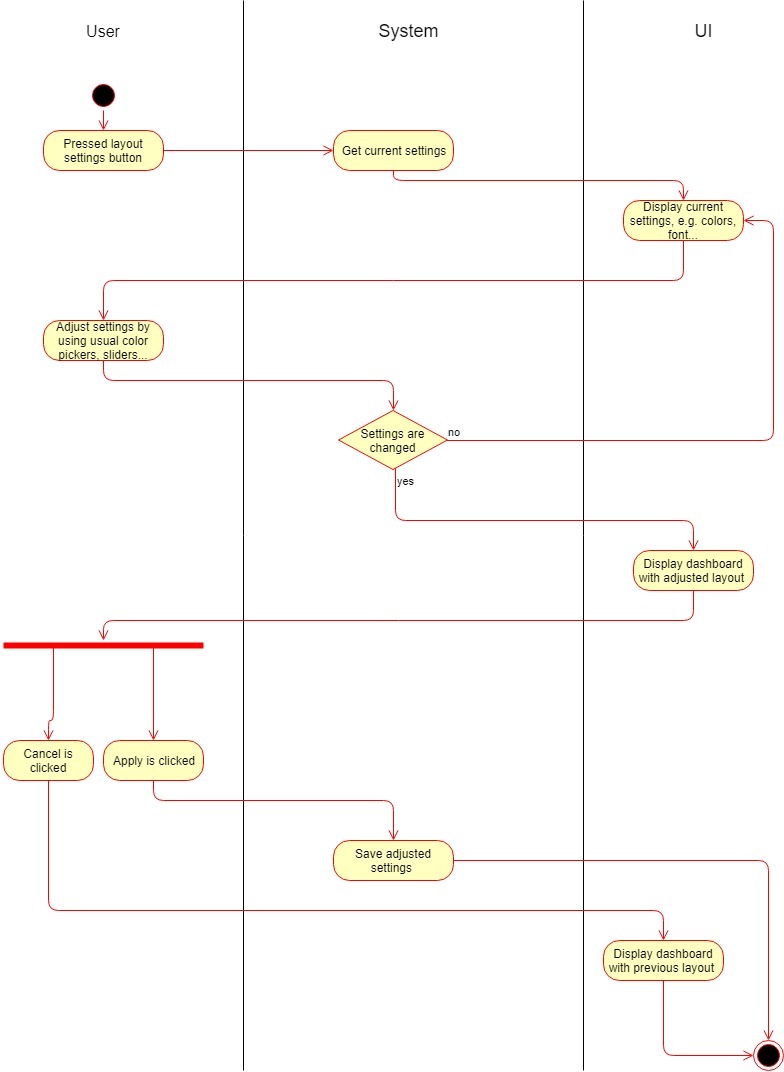 User
System
UI
Pressed layout
settings button
Get current settings
Display current
settings, e.g. colors,
font...
Adjust settings by
using usual color
pickers, sliders...
Settings are
changed
no
yes
Display dashboard
with adjusted layout
Cancel is
clicked
Apply is clicked
Save adjusted
settings
Display dashboard
with previous layout